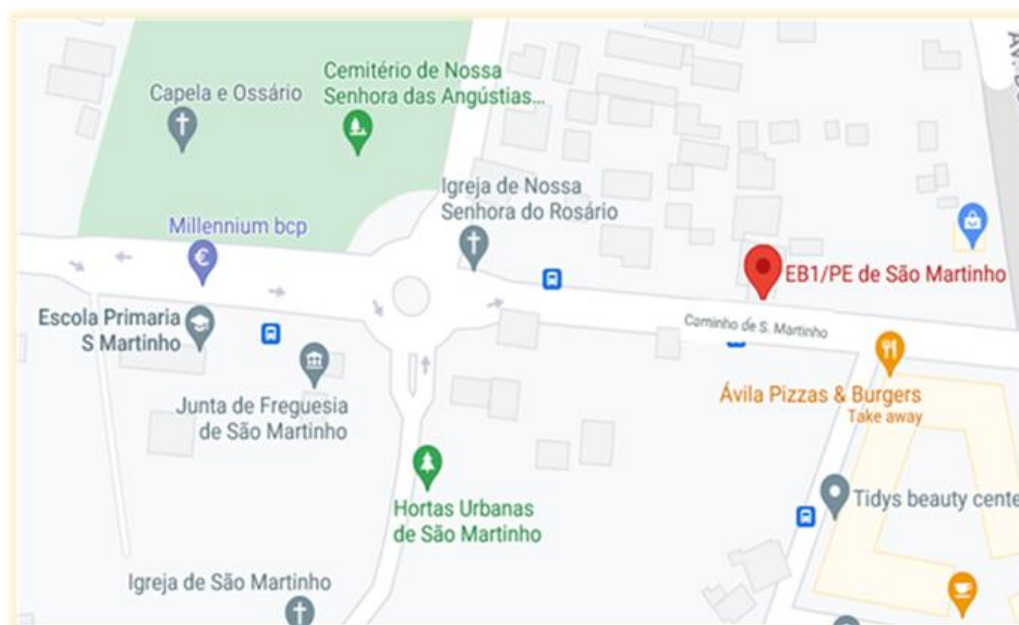 Cemitério de Nossa
Senhora das Angústias...
Capela e Ossário
Igreja de Nossa
Senhora do Rosário
Millennium bcp
€
EB1/PE de São Martinho
Escola Primaria
S Martinho
Caminho de S. Martinho
Junta de Freguesia
de São Martinho
Ávila Pizzas & Burgers
Take away
Hortas Urbanas
de São Martinho
Tidys beauty cente
Igreja de São Martinho